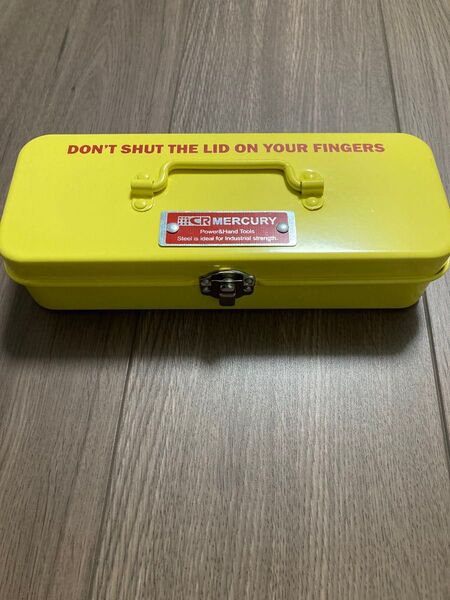 DON'T SHUT THE LID ON YOUR FINGERS
CR MERCURY
Power&Hand Tools
Steel is ideal for Industrial strength.